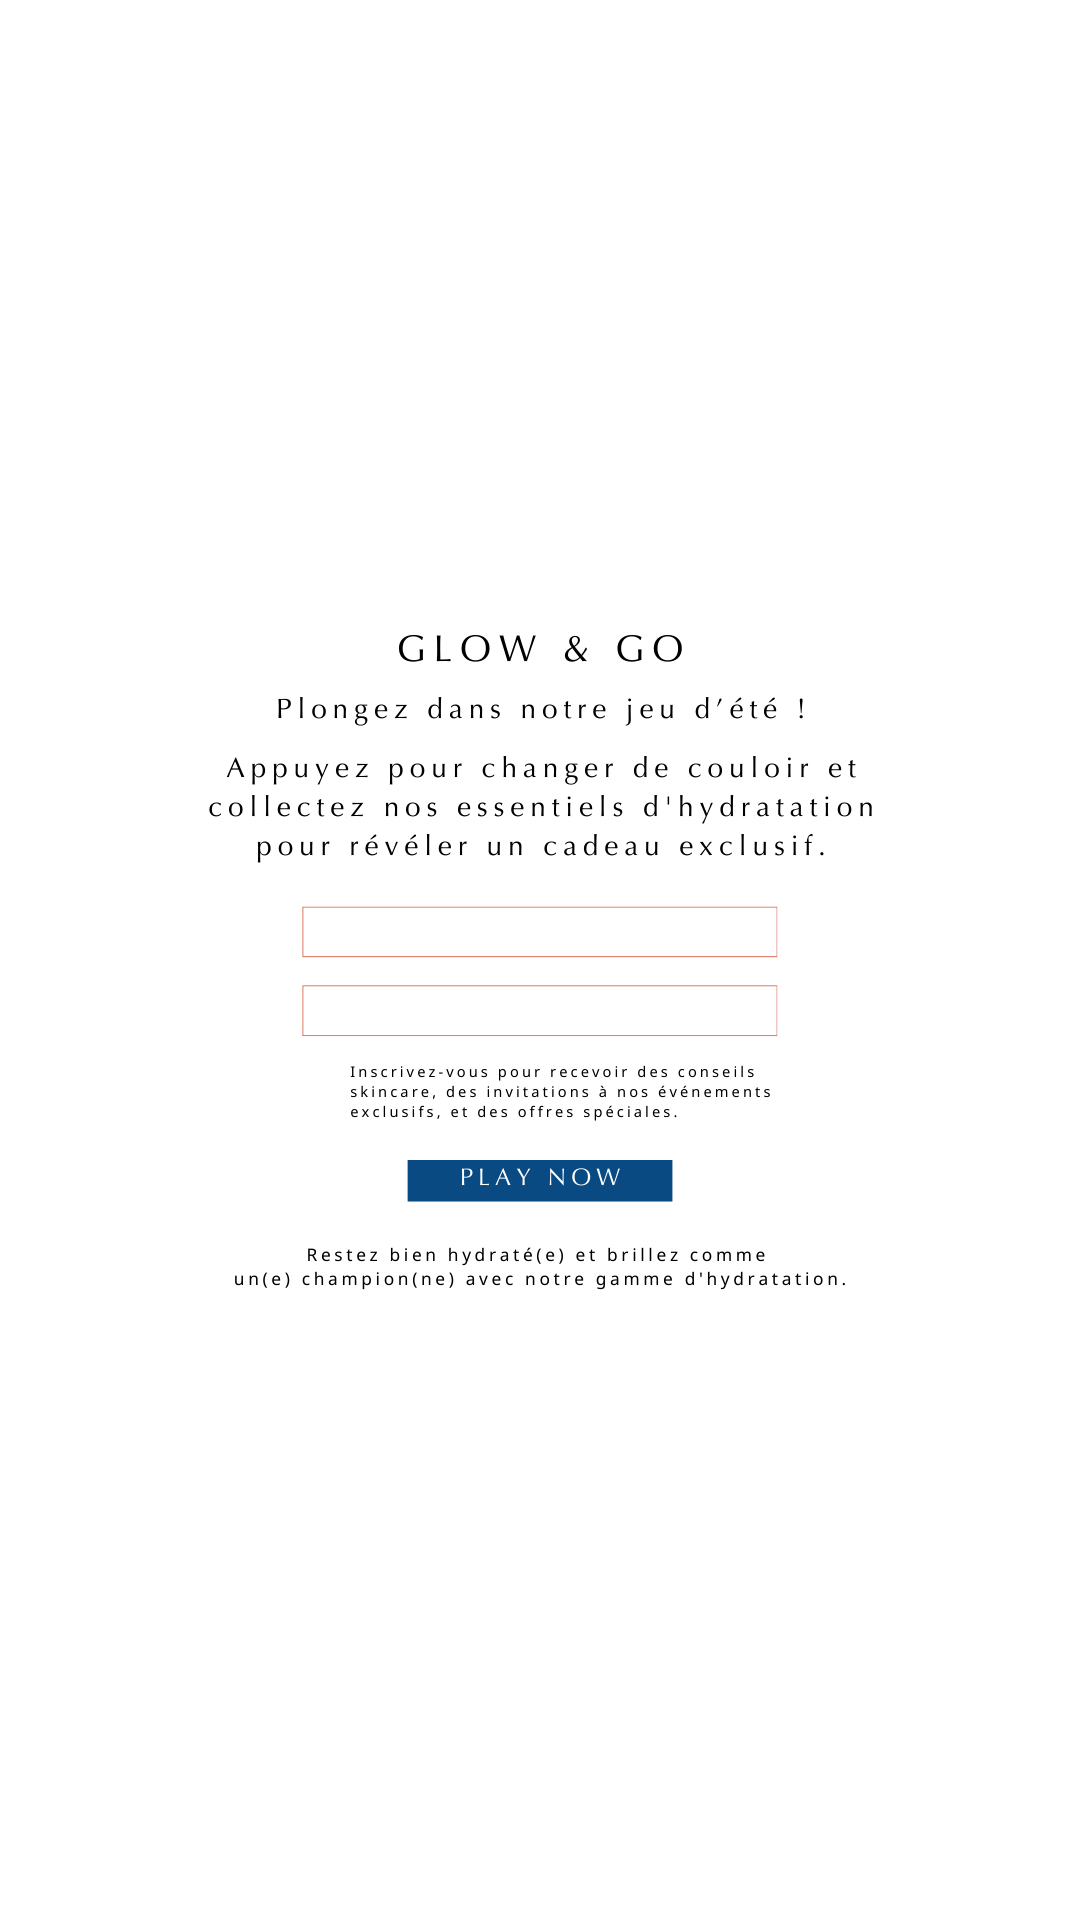 GLOW & GO
Plongez dans notre jeu d’été !
Appuyez pour changer de couloir et
collectez nos essentiels d'hydratation
pour révéler un cadeau exclusif.
Inscrivez-vous pour recevoir des conseils
skincare, des invitations à nos événements
exclusifs, et des offres spéciales.
PLAY NOW
Restez bien hydraté(e) et brillez comme
un(e) champion(ne) avec notre gamme d'hydratation.